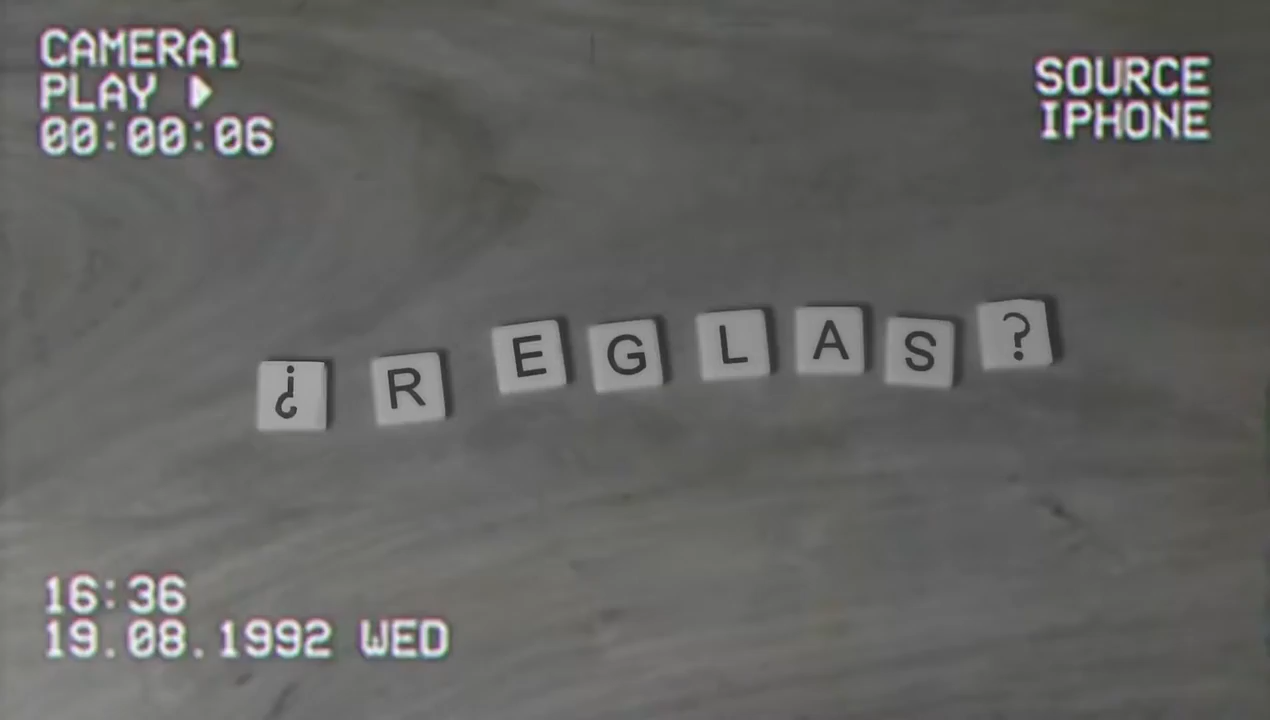 CAMERA1
PLAY
00:00:06
SOURCE
IPHONE
¿REGLAS?
16:36
19.08.1992 WED